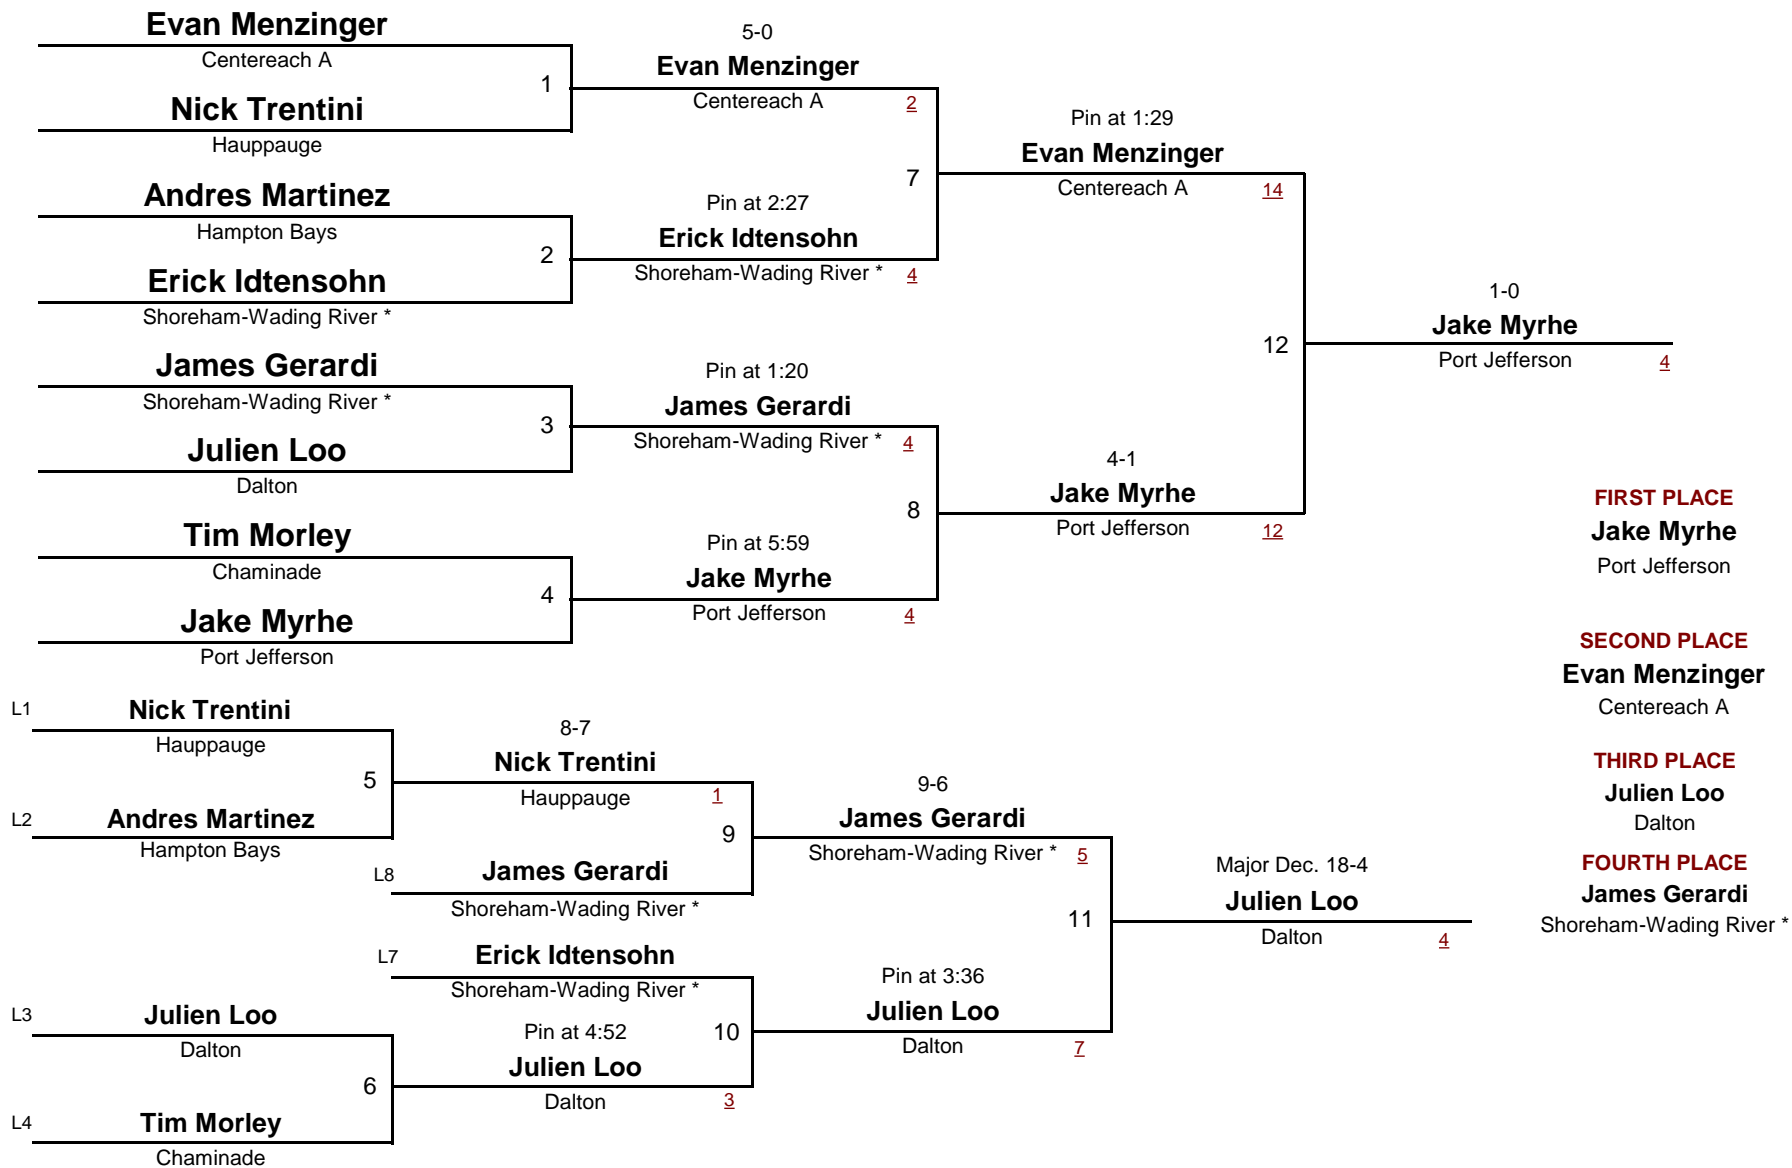 Evan Menzinger
Centereach A
1
Nick Trentini
Hauppauge
5-0
Evan Menzinger
Centereach A 2
Andres Martinez
Hampton Bays
2
Erick Idtensohn
Shoreham-Wading River *
Pin at 2:27
Erick Idtensohn
Shoreham-Wading River * 4
7
Pin at 1:29
Evan Menzinger
Centereach A 14
James Gerardi
Shoreham-Wading River *
3
Julien Loo
Dalton
Pin at 1:20
James Gerardi
Shoreham-Wading River * 4
Tim Morley
Chaminade
4
Jake Myrhe
Port Jefferson
Pin at 5:59
Jake Myrhe
Port Jefferson 4
8
4-1
Jake Myrhe
Port Jefferson 12
12
1-0
Jake Myrhe
Port Jefferson 4
FIRST PLACE
Jake Myrhe
Port Jefferson
SECOND PLACE
Evan Menzinger
Centereach A
THIRD PLACE
Julien Loo
Dalton
FOURTH PLACE
James Gerardi
Shoreham-Wading River *
L1 Nick Trentini
Hauppauge
5
L2 Andres Martinez
Hampton Bays
8-7
Nick Trentini
Hauppauge 1
9
L8 James Gerardi
Shoreham-Wading River *
9-6
James Gerardi
Shoreham-Wading River * 5
L7 Erick Idtensohn
Shoreham-Wading River *
L3 Julien Loo
Dalton
6
L4 Tim Morley
Chaminade
Pin at 4:52
Julien Loo
Dalton 3
10
Pin at 3:36
Julien Loo
Dalton 7
11
Major Dec. 18-4
Julien Loo
Dalton 4